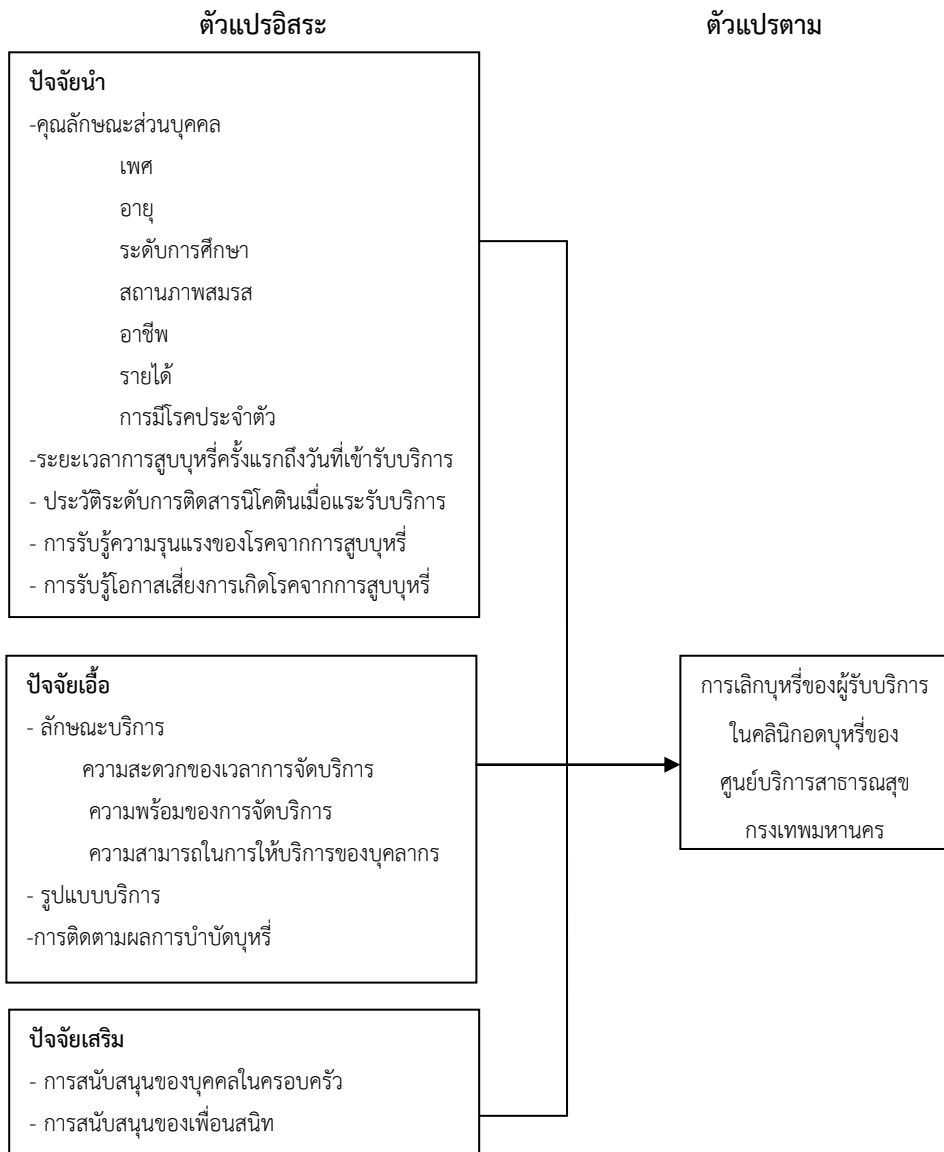 ตัวแปรอิสระ
ตัวแปรตาม
ปัจจัยนำ
-คุณลักษณะส่วนบุคคล
เพศ
อายุ
ระดับการศึกษา
สถานภาพสมรส
อาชีพ
รายได้
การมีโรคประจำตัว
-ระยะเวลาการสูบบุหรี่ครั้งแรกถึงวันที่เข้ารับบริการ
- ประวัติระดับการติดสารนิโคตินเมื่อแระรับบริการ
- การรับรู้ความรุนแรงของโรคจากการสูบบุหรี่
- การรับรู้โอกาสเสี่ยงการเกิดโรคจากการสูบบุหรี่
ปัจจัยเอื้อ
- ลักษณะบริการ
ความสะดวกของเวลาการจัดบริการ
ความพร้อมของการจัดบริการ
ความสามารถในการให้บริการของบุคลากร
- รูปแบบบริการ
-การติดตามผลการบำบัดบุหรี่
การเลิกบุหรี่ของผู้รับบริการ
ในคลินิกอดบุหรี่ของ
ศูนย์บริการสาธารณสุข
กรุงเทพมหานคร
ปัจจัยเสริม
- การสนับสนุนของบุคคลในครอบครัว
- การสนับสนุนของเพื่อนสนิท